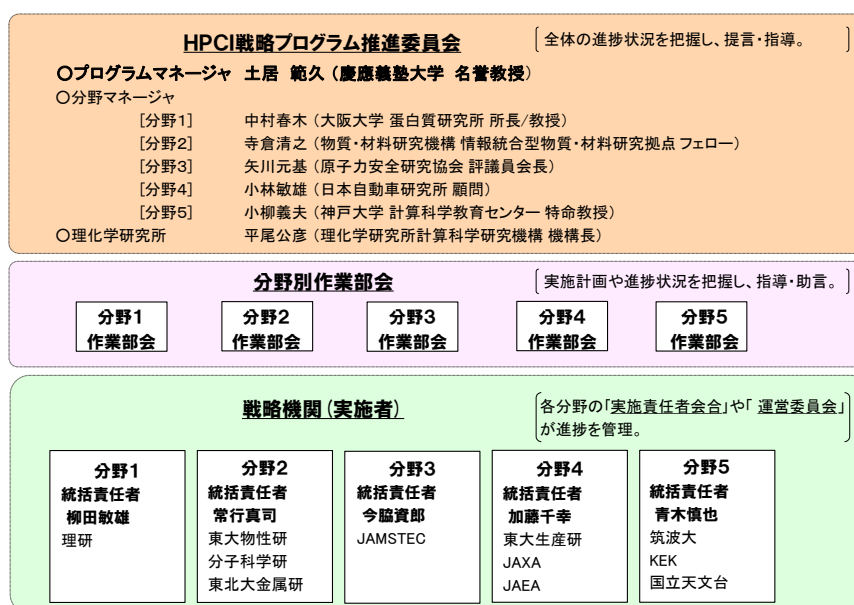 HPCI戦略プログラム推進委員会
全体の進捗状況を把握し、提言・指導。
○プログラムマネージャ 土居 範久（慶應義塾大学 名誉教授）
○分野マネージャ
［分野1］ 中村春木（大阪大学 蛋白質研究所 所長/教授）
［分野2］ 寺倉清之（物質・材料研究機構 情報統合型物質・材料研究拠点 フェロー）
［分野3］ 矢川元基（原子力安全研究協会 評議員会長）
［分野4］ 小林敏雄（日本自動車研究所 顧問）
［分野5］ 小柳義夫（神戸大学 計算科学教育センター 特命教授）
○理化学研究所 平尾公彦（理化学研究所計算科学研究機構 機構長）
分野別作業部会
実施計画や進捗状況を把握し、指導・助言。
分野1
作業部会
分野2
作業部会
分野3
作業部会
分野4
作業部会
分野5
作業部会
戦略機関（実施者）
各分野の「実施責任者会合」や「 運営委員会」
が進捗を管理。
分野1
統括責任者
柳田敏雄
理研
分野2
統括責任者
常行真司
東大物性研
分子科学研
東北大金属研
分野3
統括責任者
今脇資郎
JAMSTEC
分野4
統括責任者
加藤千幸
東大生産研
JAXA
JAEA
分野5
統括責任者
青木慎也
筑波大
KEK
国立天文台